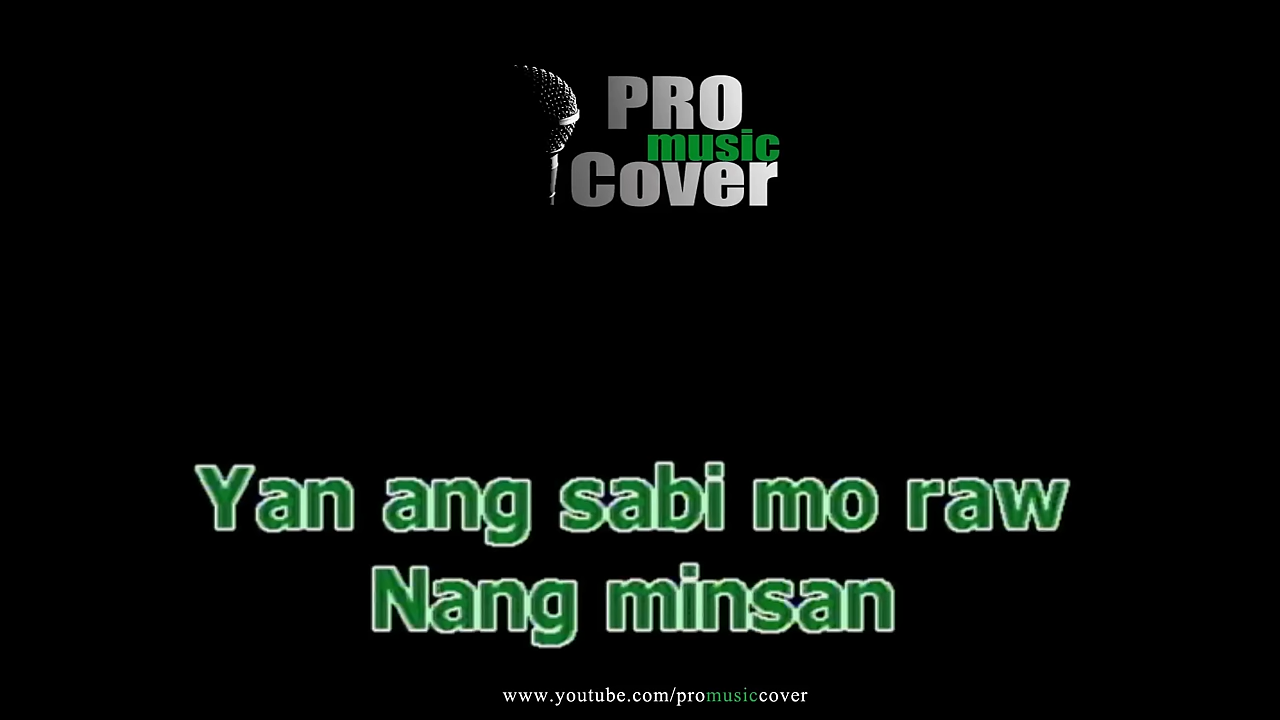 PRO
music
Cover
Yan ang sabi mo raw
Nang minsan
www.youtube.com/promusiccover